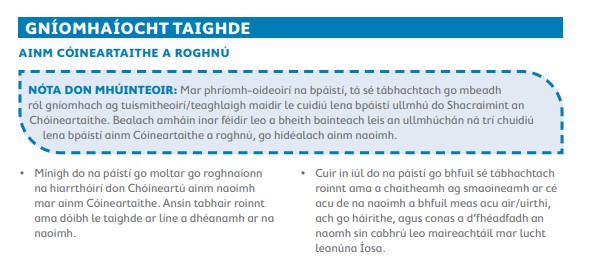 GNÍOMHAÍOCHT TAIGHDE
AINM CÓINEARTAITHE A ROGHNÚ
NÓTA DON MHÚINTEOIR: Mar phríomh-oideoirí na bpáistí, tá sé tábhachtach go mbeadh
ról gníomhach ag tuismitheoirí/teaghlaigh maidir le cuidiú lena bpáistí ullmhú do Shacraimint an
Chóineartaithe. Bealach amháin inar féidir leo a bheith bainteach leis an ullmhúchán ná trí chuidiú
lena bpáistí ainm Cóineartaithe a roghnú, go hidéalach ainm naoimh.
• Mínigh do na páistí go moltar go roghnaíonn
na hiarrthóirí don Chóineartú ainm naoimh
mar ainm Cóineartaithe. Ansin tabhair roinnt
ama dóibh le taighde ar líne a dhéanamh ar na
naoimh.
• Cuir in iúl do na páistí go bhfuil sé tábhachtach
roinnt ama a chaitheamh ag smaoineamh ar cé
acu de na naoimh a bhfuil meas acu air/uirthi,
ach go háirithe, agus conas a d'fhéadfadh an
naomh sin cabhrú leo maireachtáil mar lucht
leanúna Íosa.